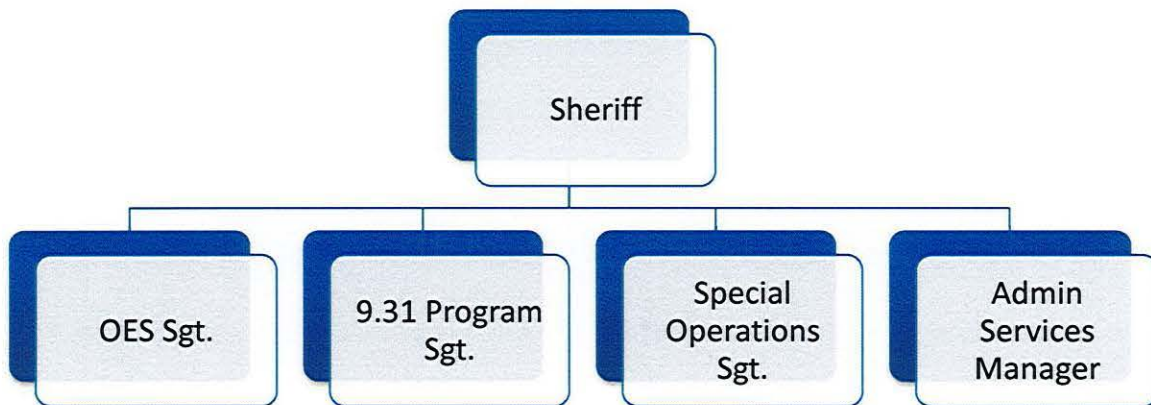 Sheriff
OES Sgt.
9.31 Program
Sgt.
Special
Operations
Sgt.
Admin
Services
Manager